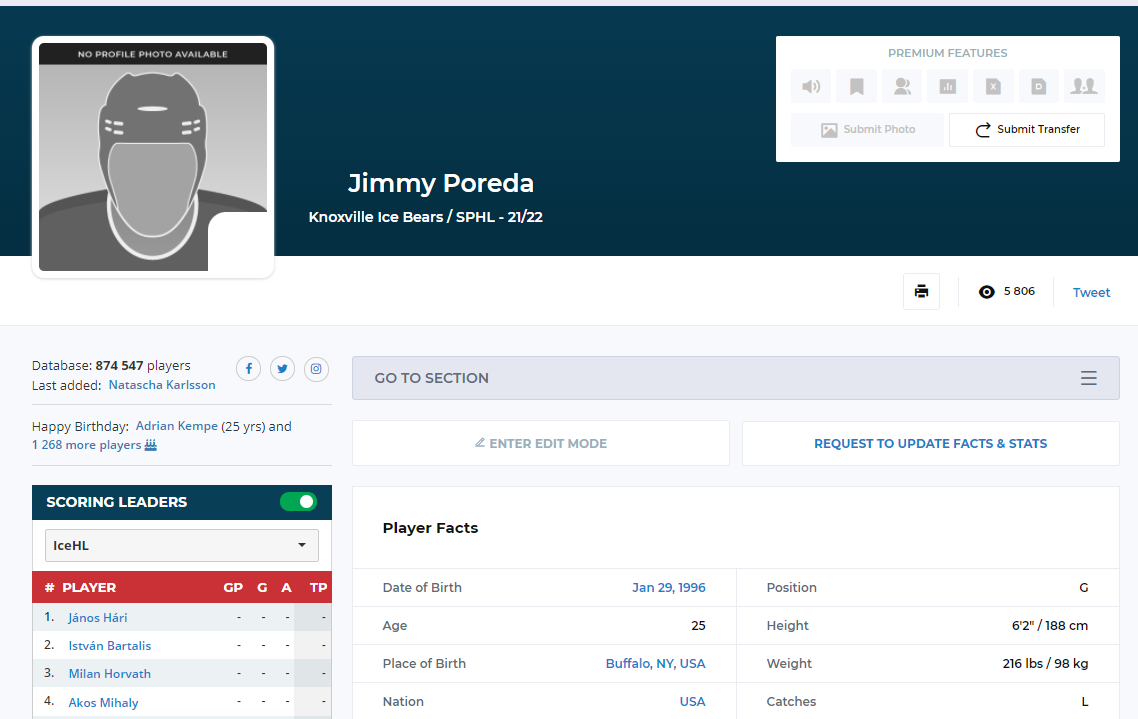 NO PROFILE PHOTO AVAILABLE
PREMIUM FEATURES
Submit Photo
Submit Transfer
Jimmy Poreda
Knoxville Ice Bears / SPHL - 21/22
5 806
Tweet
Database: 874 547 players
Last added: Natascha Karlsson
Happy Birthday: Adrian Kempe (25 yrs) and
1 268 more players
GO TO SECTION
ENTER EDIT MODE
REQUEST TO UPDATE FACTS & STATS
SCORING LEADERS
IceHL
# PLAYER GP G A TP
1. János Hári - - - -
2. István Bartalis - - - -
3. Milan Horvath - - - -
4. Akos Mihaly - - - -
Player Facts
Date of Birth Jan 29, 1996 Position G
Age 25 Height 6'2" / 188 cm
Place of Birth Buffalo, NY, USA Weight 216 lbs / 98 kg
Nation USA Catches L